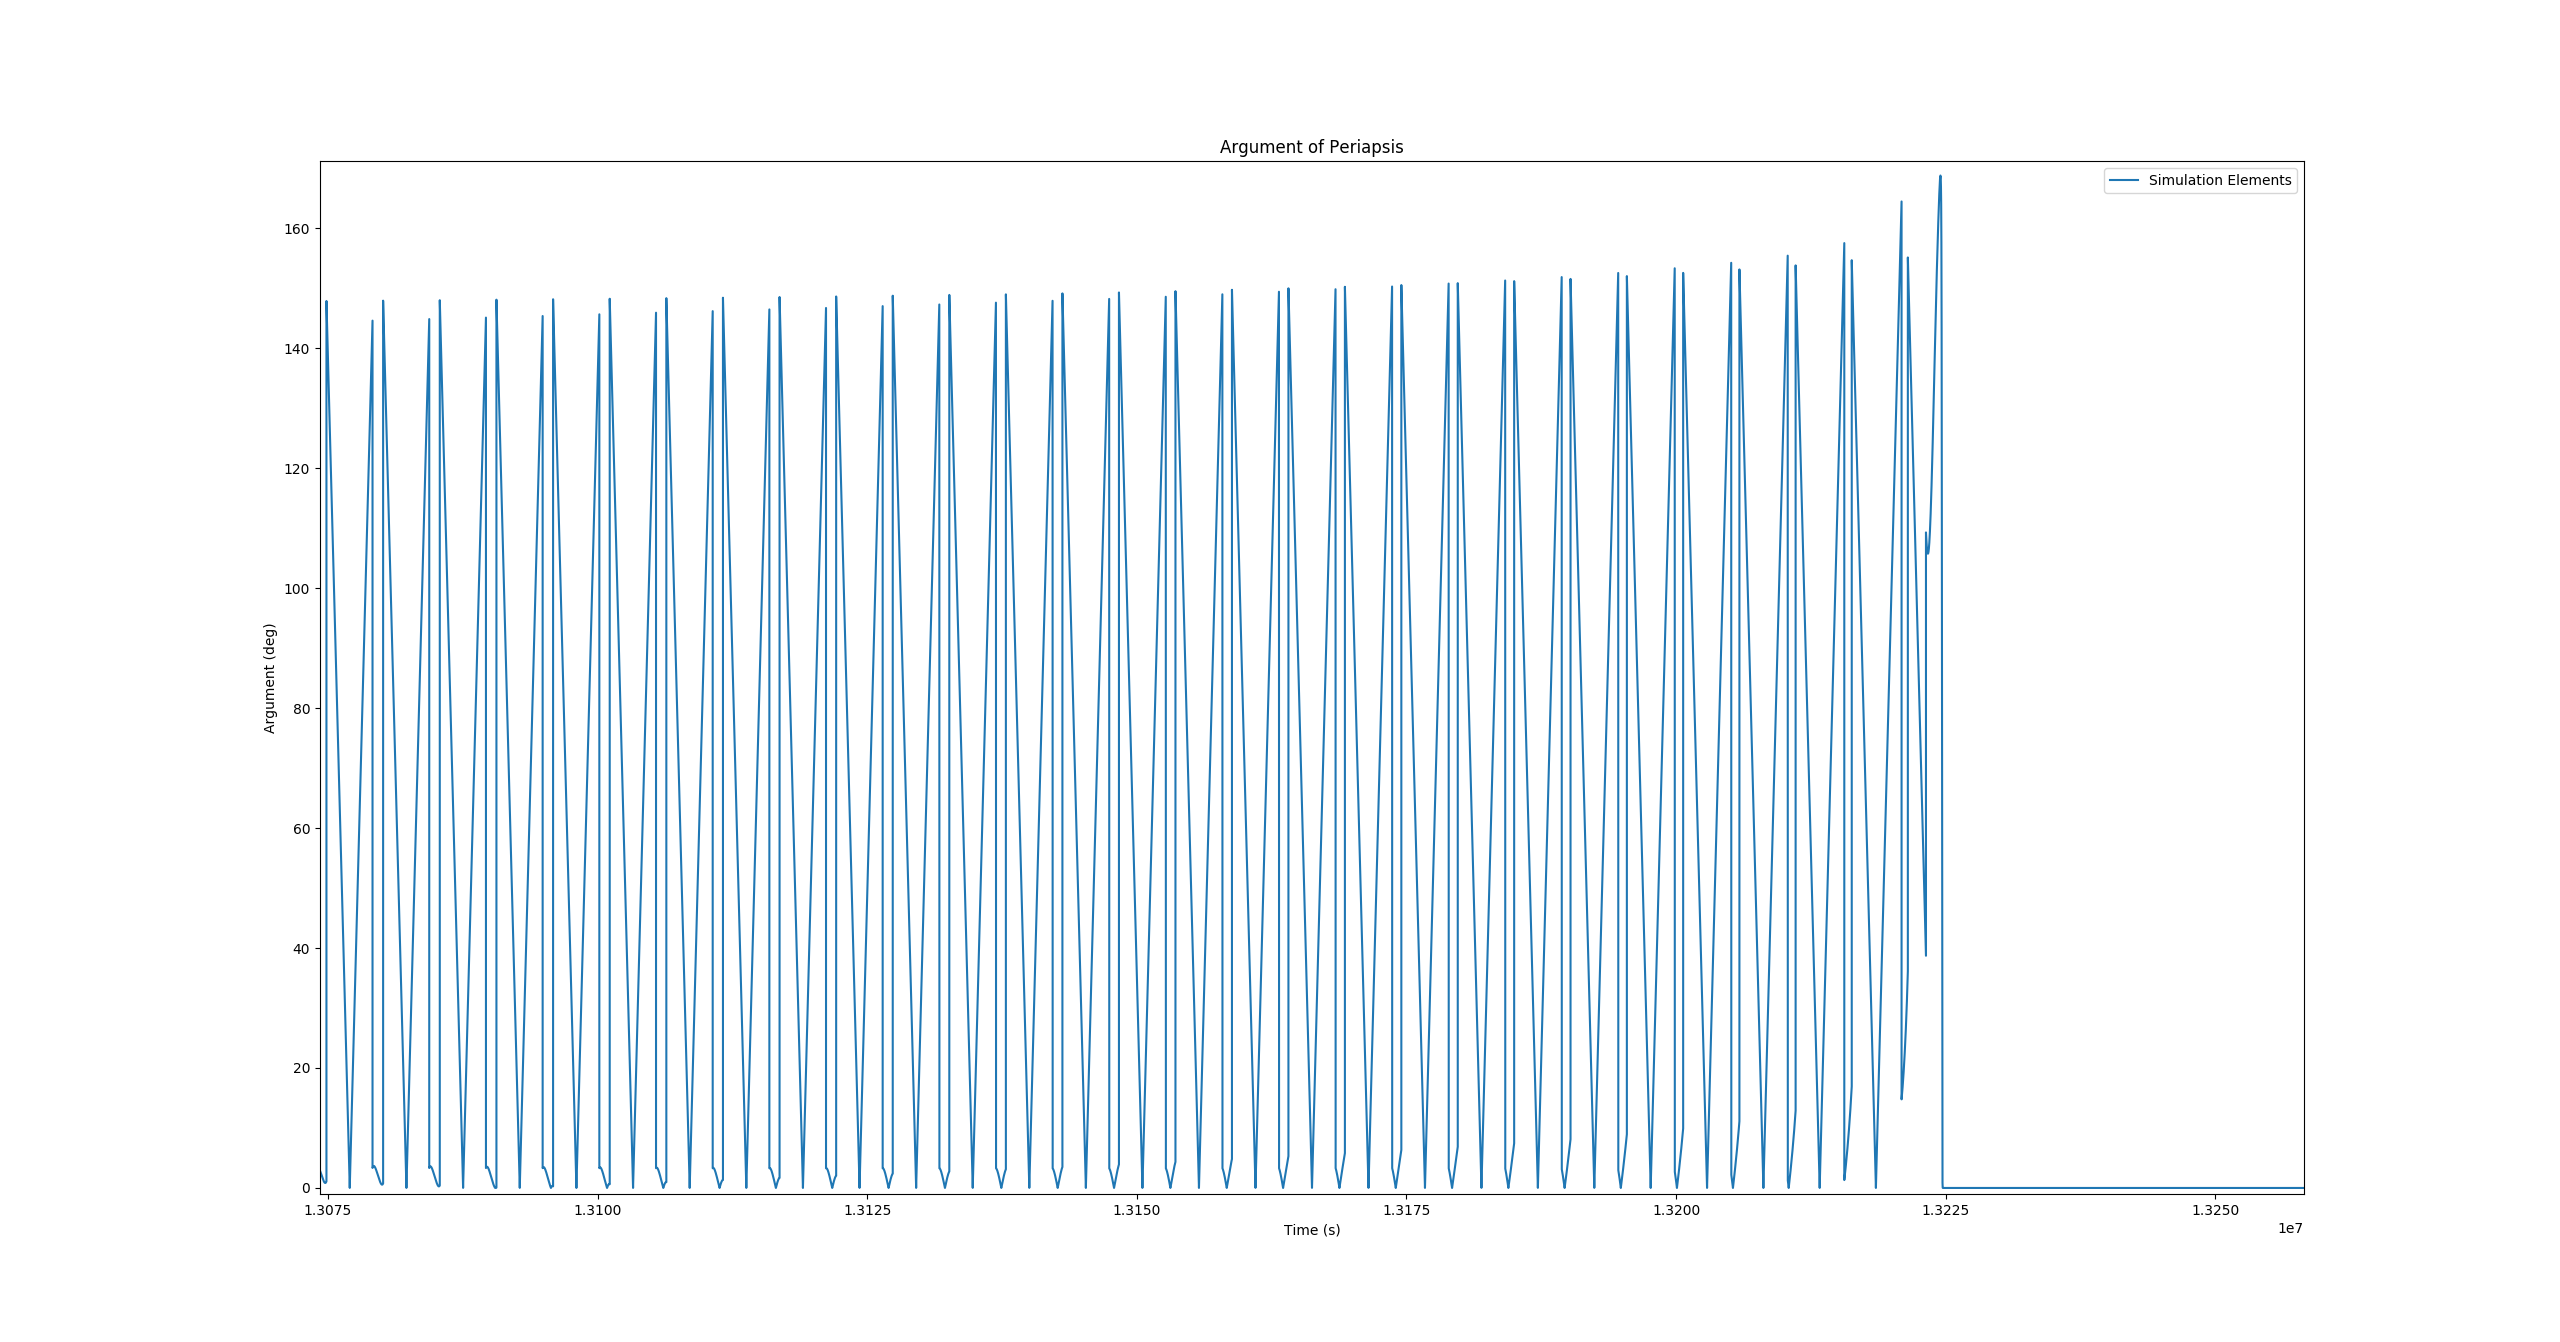 Argument of Periapsis
Simulation Elements
160
140
120
100
80
60
40
20
0
Argument (deg)
1.3075 1.3100 1.3125 1.3150 1.3175 1.3200 1.3225 1.3250
1e7
Time (s)